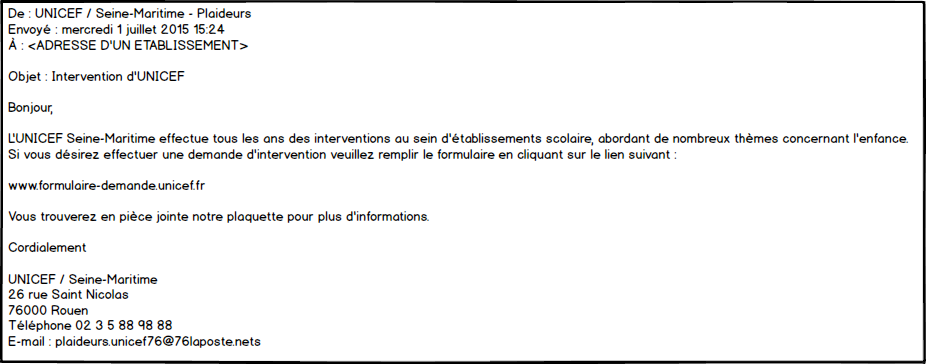 De : UNICEF / Seine-Maritime - Plaideurs
Envoyé : mercredi 1 juillet 2015 15:24
À : <ADRESSE D'UN ETABLISSEMENT>
Objet : Intervention d'UNICEF
Bonjour,
L'UNICEF Seine-Maritime effectue tous les ans des interventions au sein d'établissements scolaire, abordant de nombreux thèmes concernant l'enfance.
Si vous désirez effectuer une demande d'intervention veuillez remplir le formulaire en cliquant sur le lien suivant :
www.formulaire-demande.unicef.fr
Vous trouverez en pièce jointe notre plaquette pour plus d'informations.
Cordialement
UNICEF / Seine-Maritime
26 rue Saint Nicolas
76000 Rouen
Téléphone 02 3 5 88 98 88
E-mail : plaideurs.unicef76@76laposte.nets